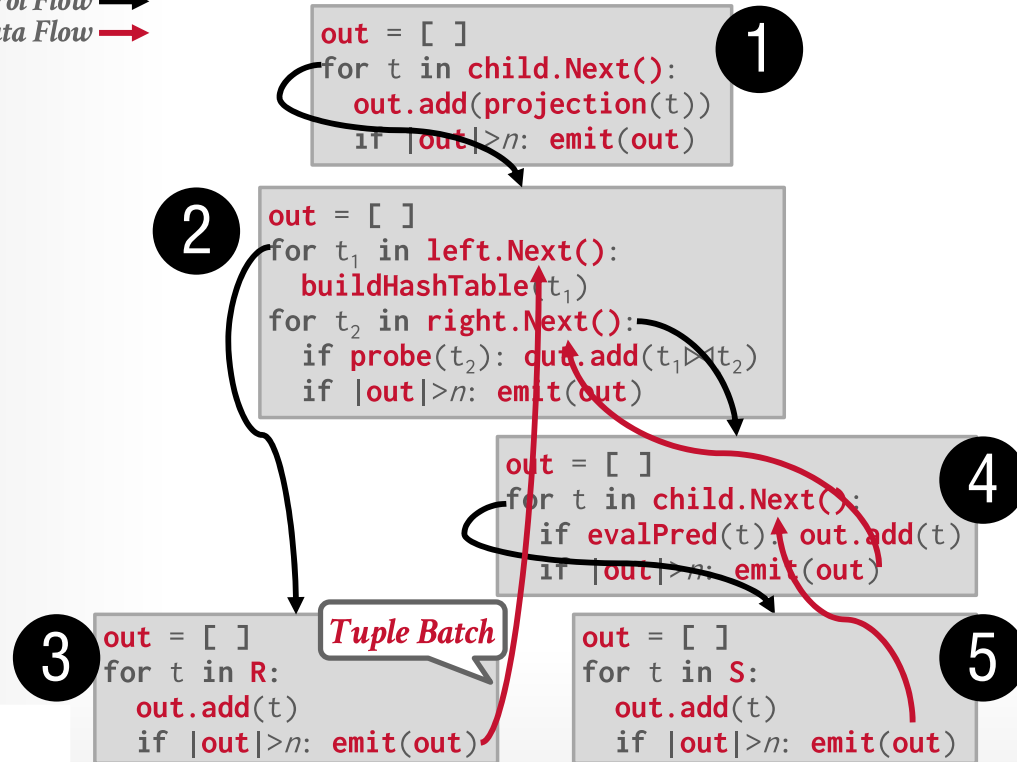 Flow
ata Flow
1
out = [ ]
for t in child.Next():
out.add(projection(t))
if |out|>n: emit(out)
2
out = [ ]
for t₁ in left.Next():
buildHashTable(t₁)
for t₂ in right.Next():
if probe(t₂): out.add(t₁⋈t₂)
if |out|>n: emit(out)
4
out = [ ]
for t in child.Next():
if evalPred(t): out.add(t)
if |out|>n: emit(out)
3
out = [ ]
for t in R:
out.add(t)
if |out|>n: emit(out)
Tuple Batch
5
out = [ ]
for t in S:
out.add(t)
if |out|>n: emit(out)